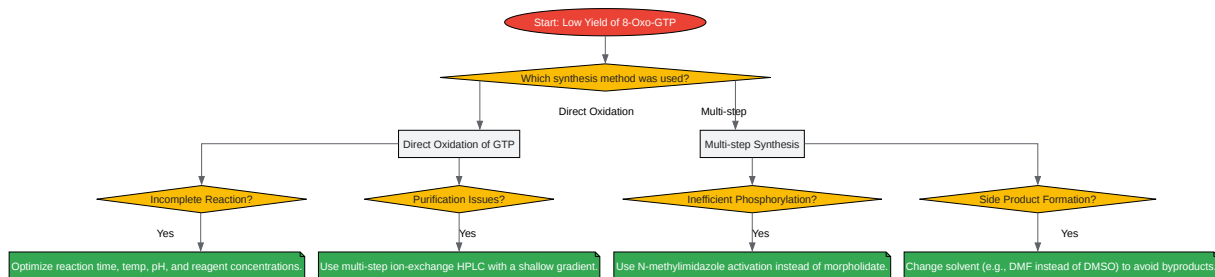 Start: Low Yield of 8-Oxo-GTP
Which synthesis method was used?
Direct Oxidation
Multi-step
Direct Oxidation of GTP
Multi-step Synthesis
Incomplete Reaction?
Purification Issues?
Inefficient Phosphorylation?
Side Product Formation?
Yes
Yes
Yes
Yes
Optimize reaction time, temp, pH, and reagent concentrations.
Use multi-step ion-exchange HPLC with a shallow gradient.
Use N-methylimidazole activation instead of morpholidate.
Change solvent (e.g., DMF instead of DMSO) to avoid byproducts.